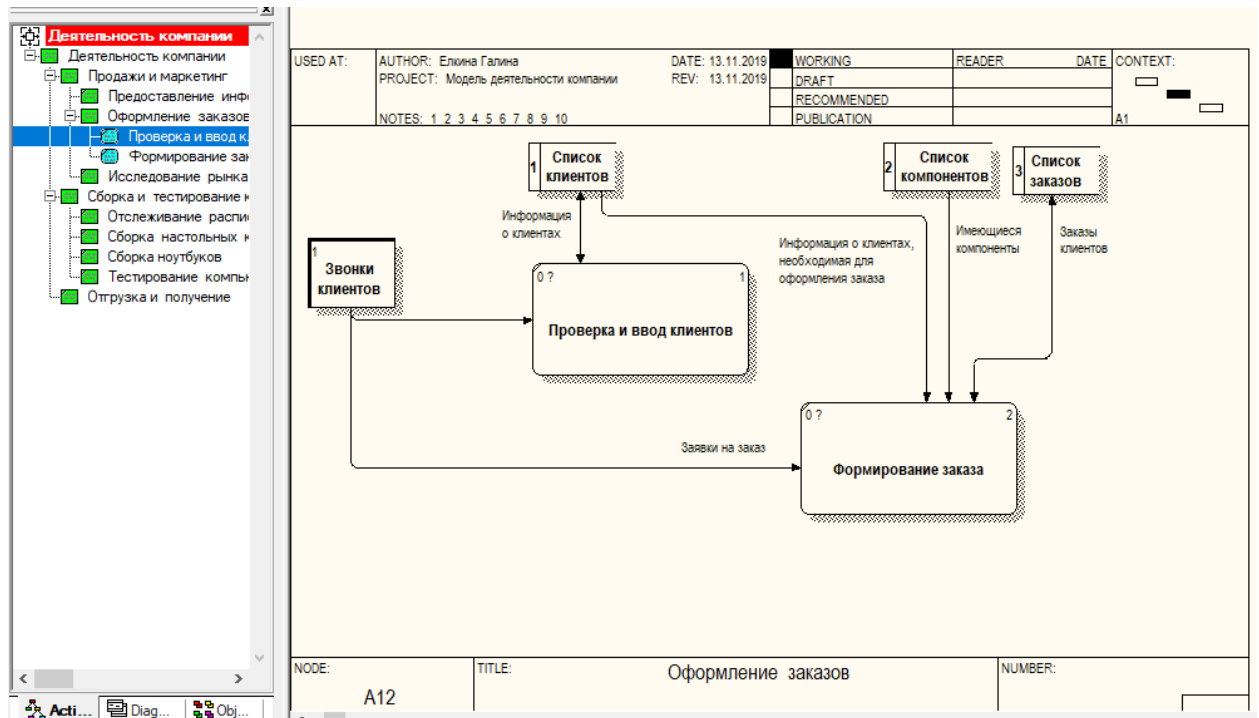 Деятельность компании
Деятельность компании
Продажи и маркетинг
Предоставление
Оформление заказов
Проверка и ввод
Формирование
Исследование рынка
Сборка и тестирование
Отслеживание
Сборка настольных
Сборка ноутбуков
Тестирование
Отгрузка и получение
Acti... Diag... Obj...
USED AT: AUTHOR: Елкина Галина DATE: 13.11.2019 WORKING READER DATE CONTEXT:
PROJECT: Модель деятельности компании REV: 13.11.2019 DRAFT
RECOMMENDED
NOTES: 1 2 3 4 5 6 7 8 9 10 PUBLICATION A1
1 Список
клиентов
2 Список
компонентов
3 Список
заказов
Информация
о клиентах
Информация о клиентах,
необходимая для
оформления заказа
Имеющиеся
компоненты
Заказы
клиентов
1
Звонки
клиентов
0 ? 1
Проверка и ввод клиентов
0 ? 2
Заявки на заказ
Формирование заказа
NODE: TITLE: Оформление заказов NUMBER:
A12